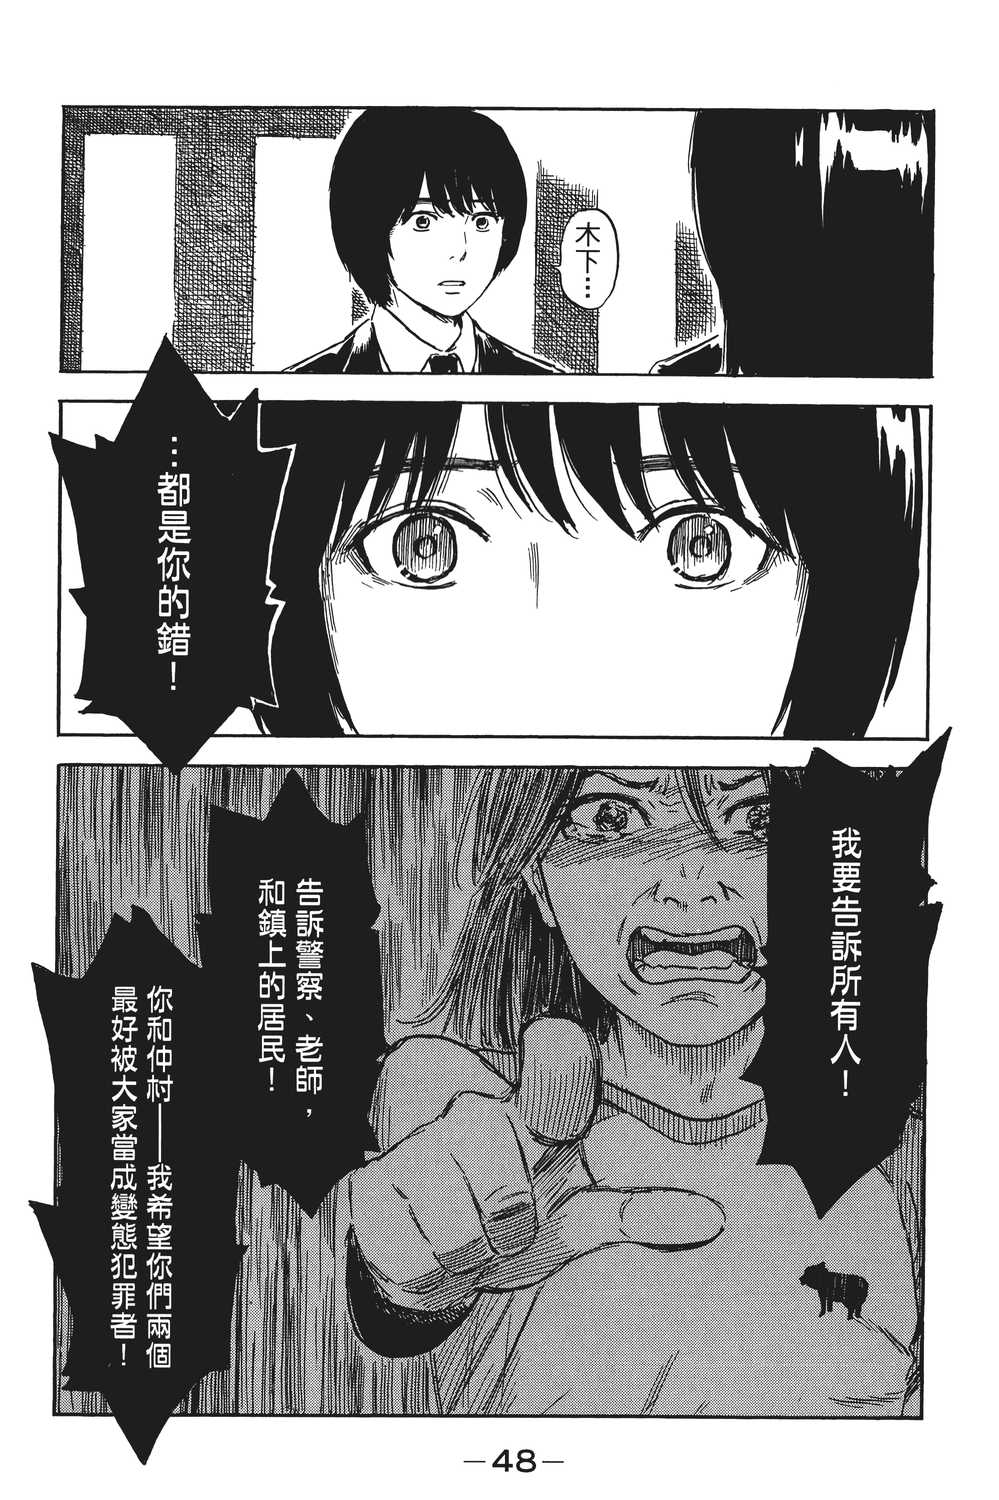 木下…
…都是你的錯！
我要告訴所有人！
告訴警察、老師，
和鎮上的居民！
你和仲村——我希望你們兩個
最好被大家當成變態犯罪者！
—48—